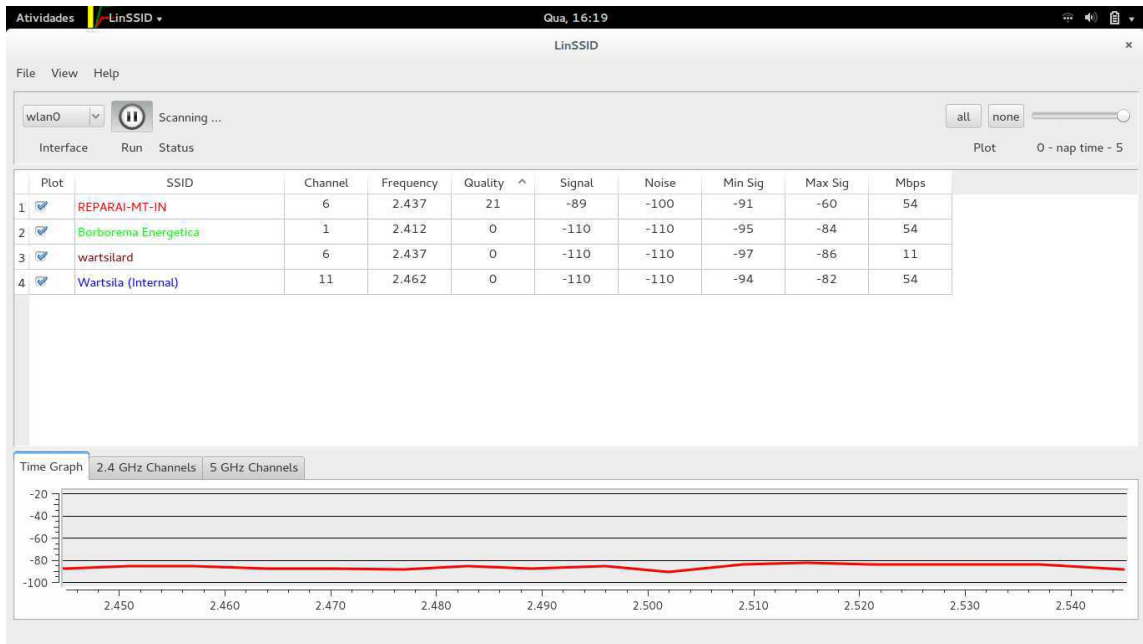 Atividades LinSSID Qua, 16:19
LinSSID
File View Help
wlan0 Scanning ... all none
Interface Run Status Plot 0 - nap time - 5
Plot SSID Channel Frequency Quality Signal Noise Min Sig Max Sig Mbps
1 REPARAI-MT-IN 6 2.437 21 -89 -100 -91 -60 54
2 Borborema Energetica 1 2.412 0 -110 -110 -95 -84 54
3 wartsilard 6 2.437 0 -110 -110 -97 -86 11
4 Wartsila (Internal) 11 2.462 0 -110 -110 -94 -82 54
Time Graph 2.4 GHz Channels 5 GHz Channels
-20
-40
-60
-80
-100
2.450 2.460 2.470 2.480 2.490 2.500 2.510 2.520 2.530 2.540